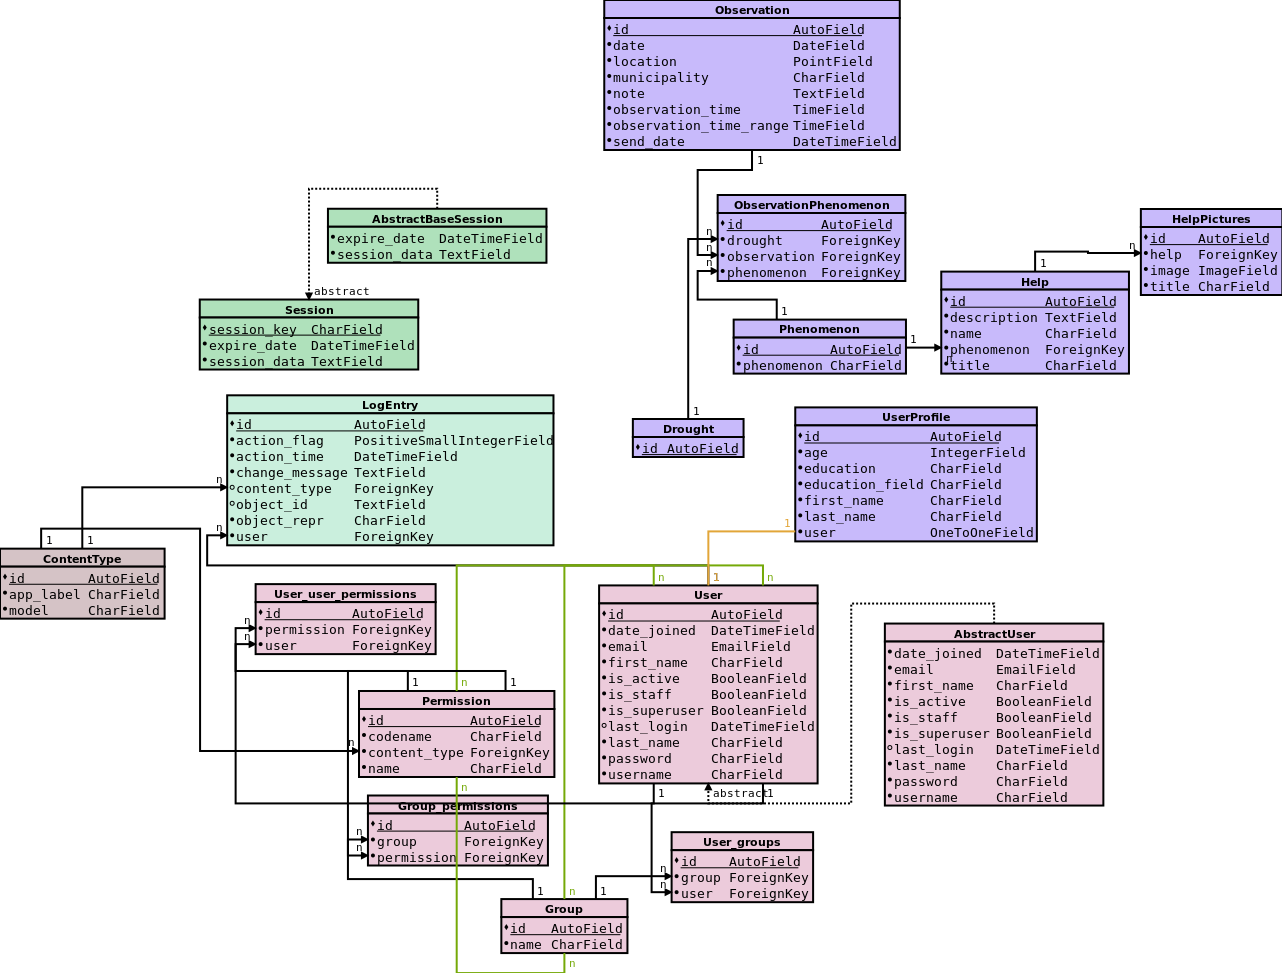 Observation
id AutoField
date DateField
location PointField
municipality CharField
note TextField
observation_time TimeField
observation_time_range TimeField
send_date DateTimeField
1
AbstractBaseSession
expire_date DateTimeField
session_data TextField
abstract
Session
session_key CharField
expire_date DateTimeField
session_data TextField
ObservationPhenomenon
id AutoField
n drought ForeignKey
n observation ForeignKey
n phenomenon ForeignKey
1
Phenomenon
id AutoField
phenomenon CharField
1
HelpPictures
id AutoField
n help ForeignKey
image ImageField
title CharField
1
Help
id AutoField
description TextField
name CharField
phenomenon ForeignKey
n
title CharField
1
Drought
id AutoField
LogEntry
id AutoField
action_flag PositiveSmallIntegerField
action_time DateTimeField
change_message TextField
n content_type ForeignKey
object_id TextField
object_repr CharField
n user ForeignKey
UserProfile
id AutoField
age IntegerField
education CharField
education_field CharField
first_name CharField
last_name CharField
1 user OneToOneField
1 1
ContentType
id AutoField
app_label CharField
model CharField
User_user_permissions
id AutoField
n permission ForeignKey
n user ForeignKey
n 1 n
User
id AutoField
date_joined DateTimeField
email EmailField
first_name CharField
is_active BooleanField
is_staff BooleanField
is_superuser BooleanField
last_login DateTimeField
last_name CharField
password CharField
username CharField
1 abstract 1
AbstractUser
date_joined DateTimeField
email EmailField
first_name CharField
is_active BooleanField
is_staff BooleanField
is_superuser BooleanField
last_login DateTimeField
last_name CharField
password CharField
username CharField
1 n 1
Permission
id AutoField
codename CharField
n content_type ForeignKey
name CharField
n
Group_permissions
id AutoField
n group ForeignKey
n permission ForeignKey
User_groups
id AutoField
n group ForeignKey
n user ForeignKey
1 n 1
Group
id AutoField
name CharField
n